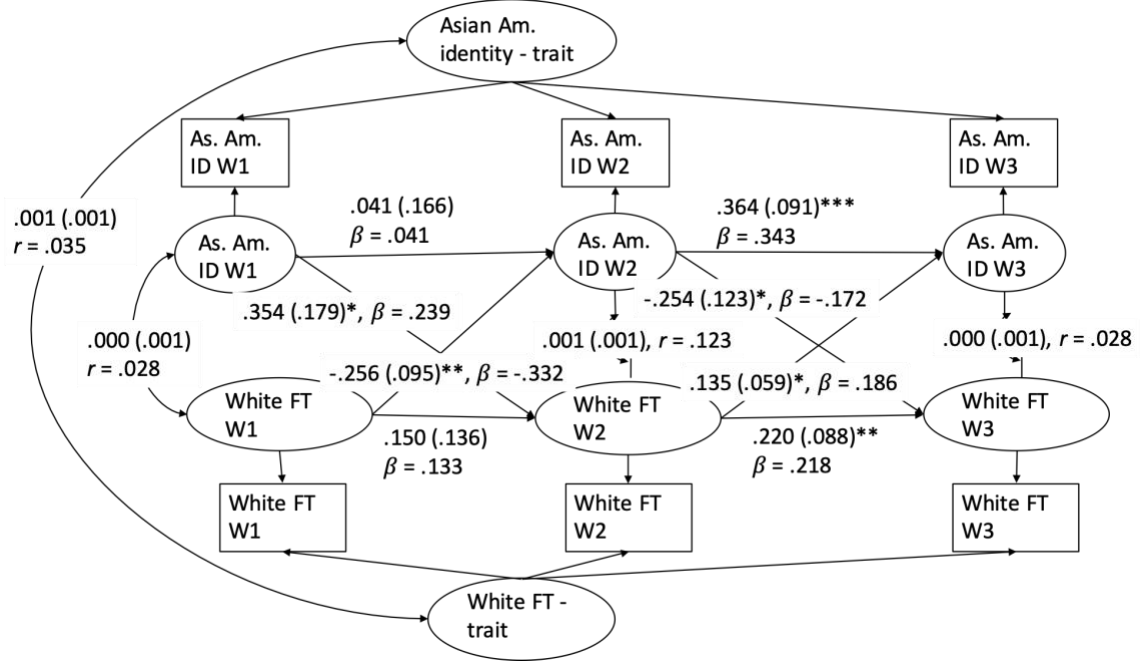 Asian Am.
identity - trait
As. Am.
ID W1
As. Am.
ID W2
As. Am.
ID W3
.001 (.001)
r = .035
.041 (.166)
β = .041
.364 (.091)***
β = .343
As. Am.
ID W1
As. Am.
ID W2
As. Am.
ID W3
.354 (.179)*, β = .239
-.254 (.123)*, β = -.172
.000 (.001)
r = .028
.001 (.001), r = .123
.000 (.001), r = .028
-.256 (.095)**, β = -.332
.135 (.059)*, β = .186
White FT
W1
White FT
W2
White FT
W3
.150 (.136)
β = .133
.220 (.088)**
β = .218
White FT
W1
White FT
W2
White FT
W3
White FT -
trait